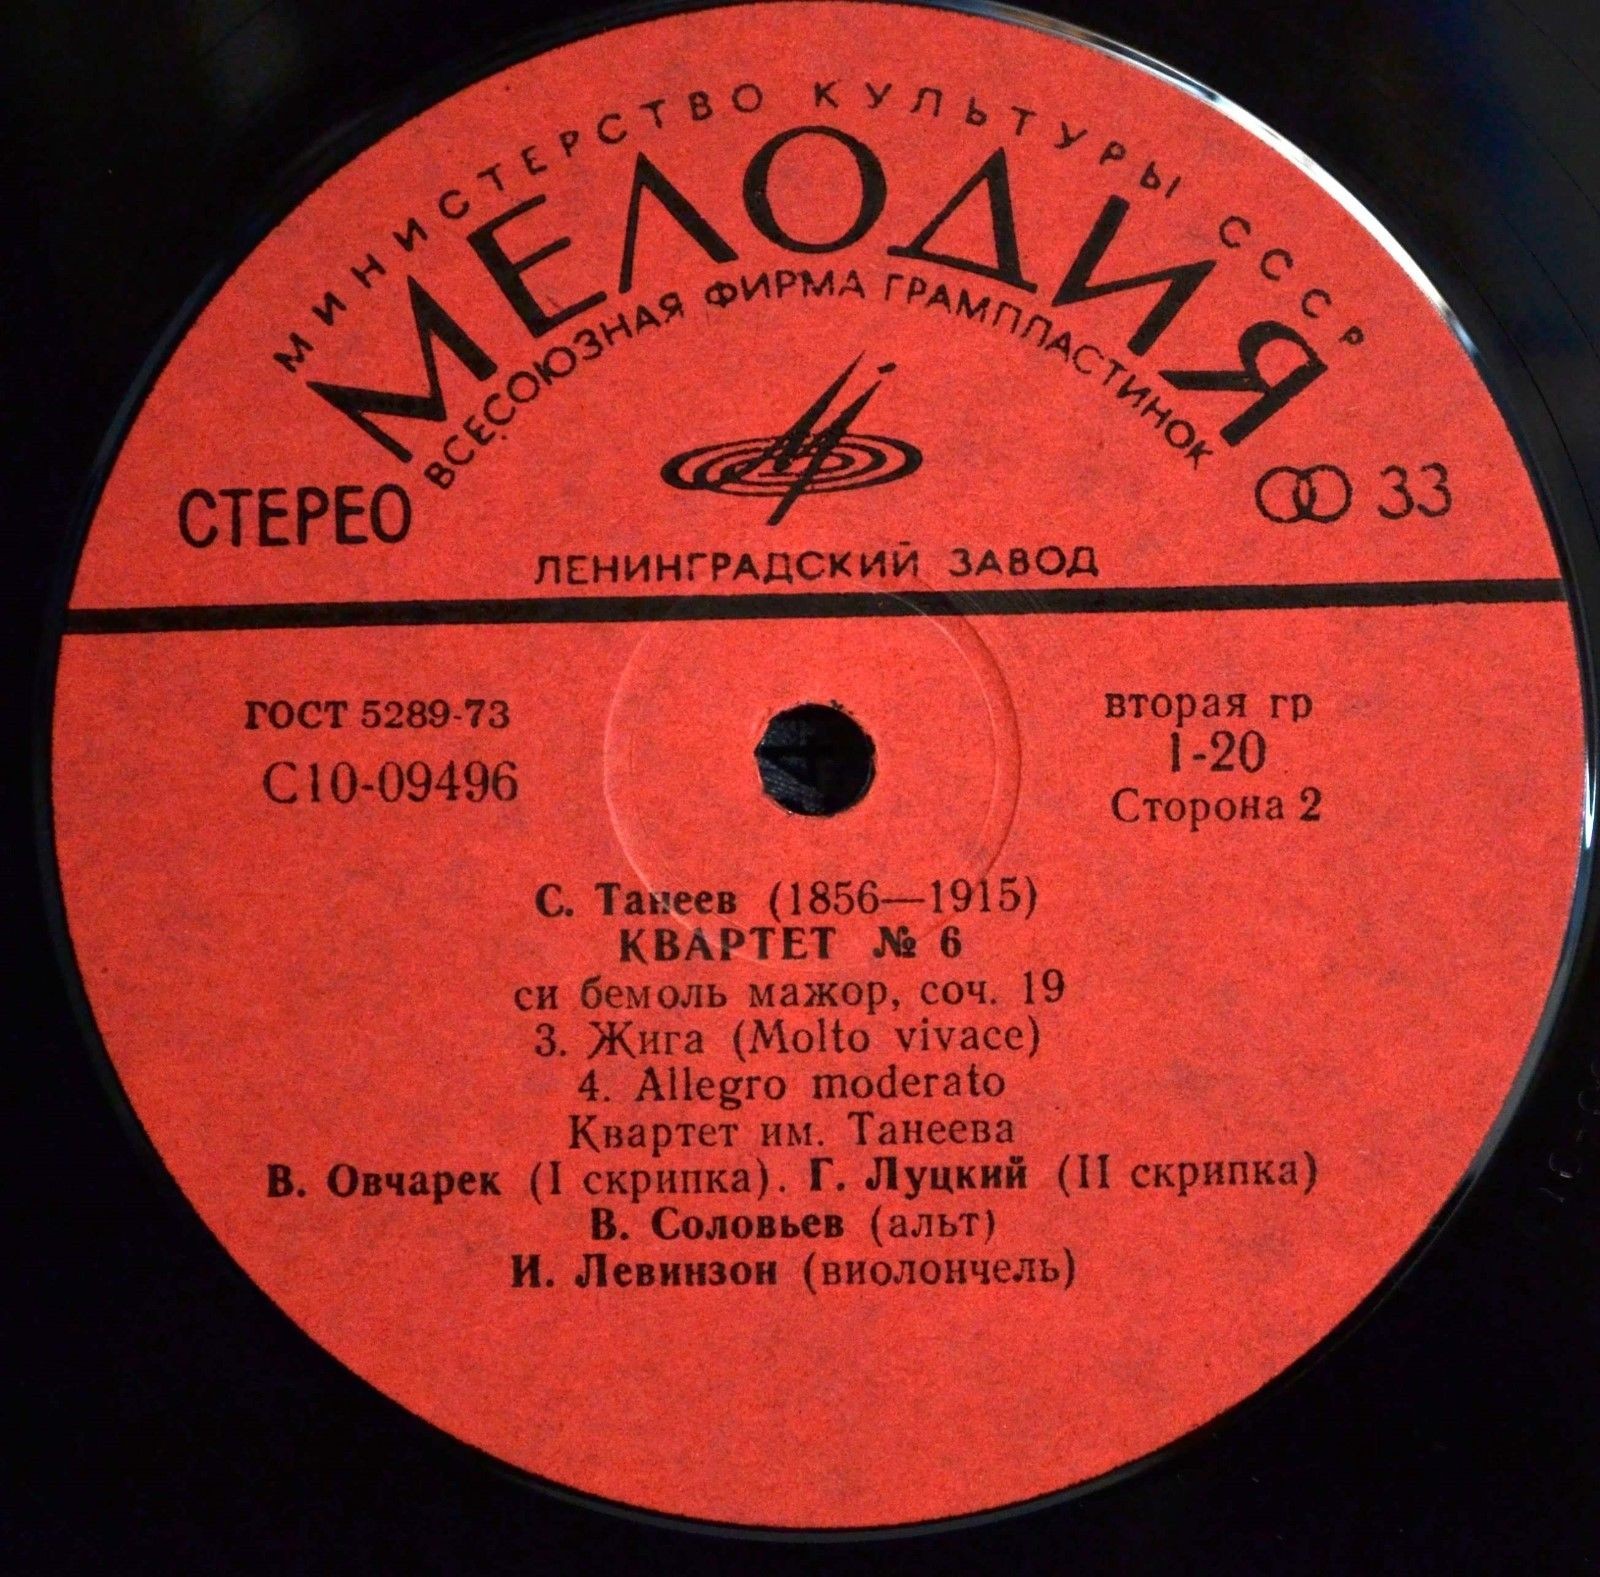 МИНИСТЕРСТВО КУЛЬТУРЫ СССР
МЕЛОДИЯ
ВСЕСОЮЗНАЯ ФИРМА ГРАМПЛАСТИНОК
СТЕРЕО
33
ЛЕНИНГРАДСКИЙ ЗАВОД
ГОСТ 5289-73
С10-09496
вторая гр
1-20
Сторона 2
С. Танеев (1856—1915)
КВАРТЕТ № 6
си бемоль мажор, соч. 19
3. Жига (Molto vivace)
4. Allegro moderato
Квартет им. Танеева
В. Овчарек (I скрипка). Г. Луцкий (II скрипка)
В. Соловьев (альт)
И. Левинзон (виолончель)